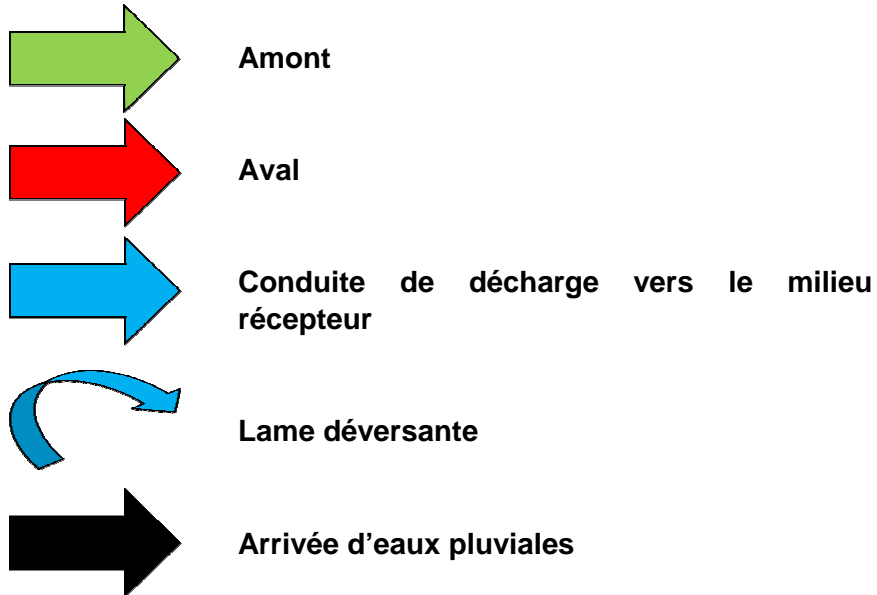 Amont
Aval
Conduite de décharge vers le milieu
récepteur
Lame déversante
Arrivée d’eaux pluviales